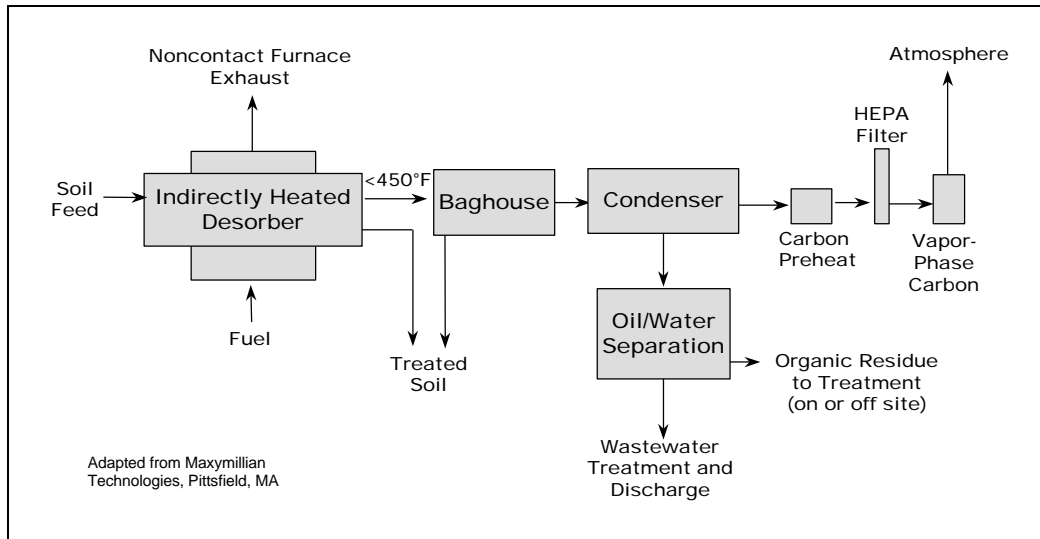 Noncontact Furnace
Exhaust
Atmosphere
HEPA
Filter
Soil
Feed
Indirectly Heated
Desorber
<450°F
Baghouse
Condenser
Carbon
Preheat
Vapor-
Phase
Carbon
Fuel
Treated
Soil
Oil/Water
Separation
Organic Residue
to Treatment
(on or off site)
Wastewater
Treatment and
Discharge
Adapted from Maxymillian
Technologies, Pittsfield, MA